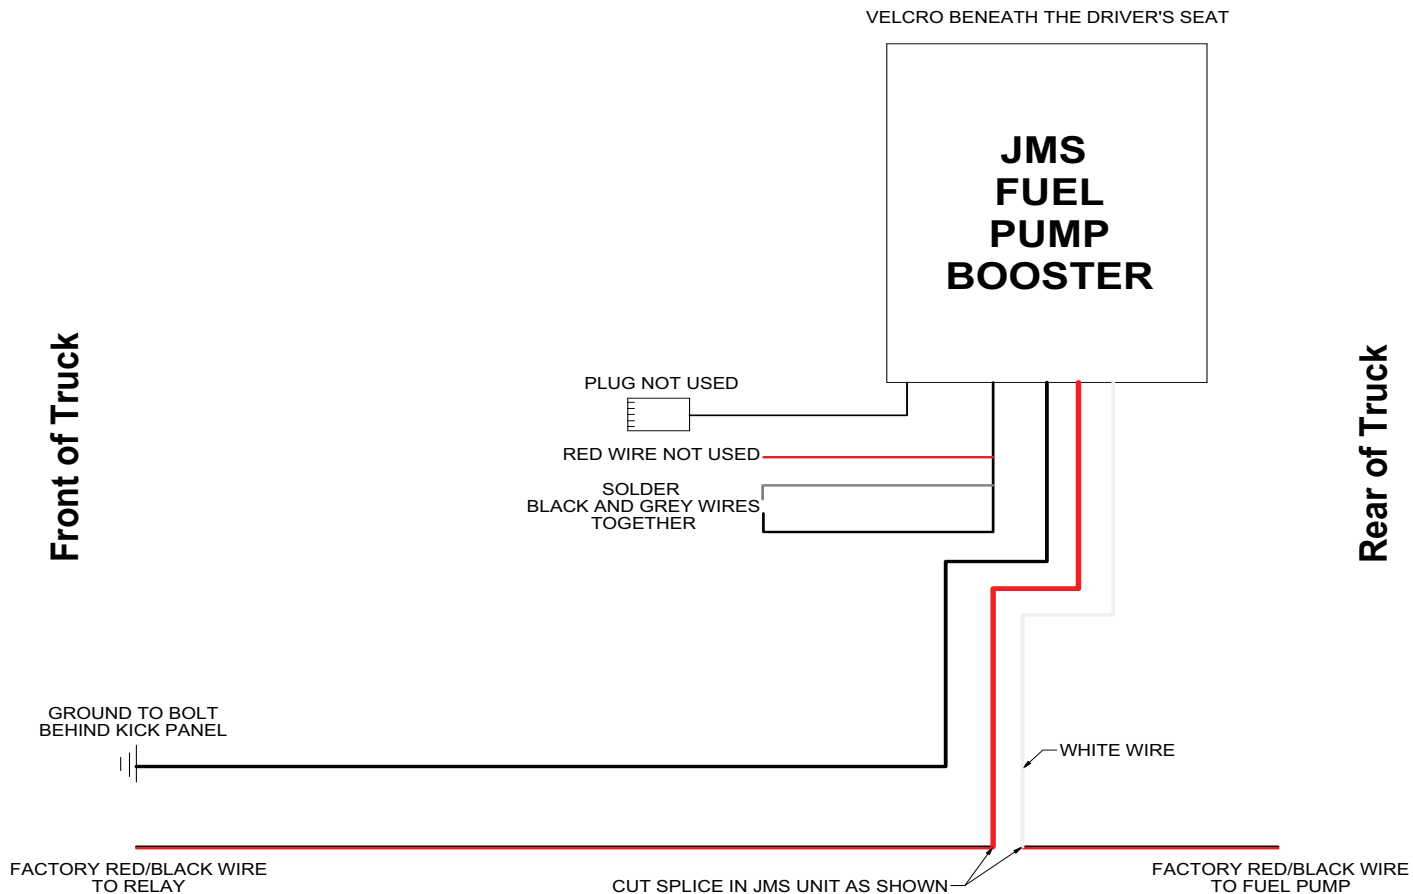 VELCRO BENEATH THE DRIVER'S SEAT
JMS
FUEL
PUMP
BOOSTER
Front of Truck
Rear of Truck
PLUG NOT USED
RED WIRE NOT USED
SOLDER
BLACK AND GREY WIRES
TOGETHER
GROUND TO BOLT
BEHIND KICK PANEL
WHITE WIRE
FACTORY RED/BLACK WIRE
TO RELAY
CUT SPLICE IN JMS UNIT AS SHOWN
FACTORY RED/BLACK WIRE
TO FUEL PUMP